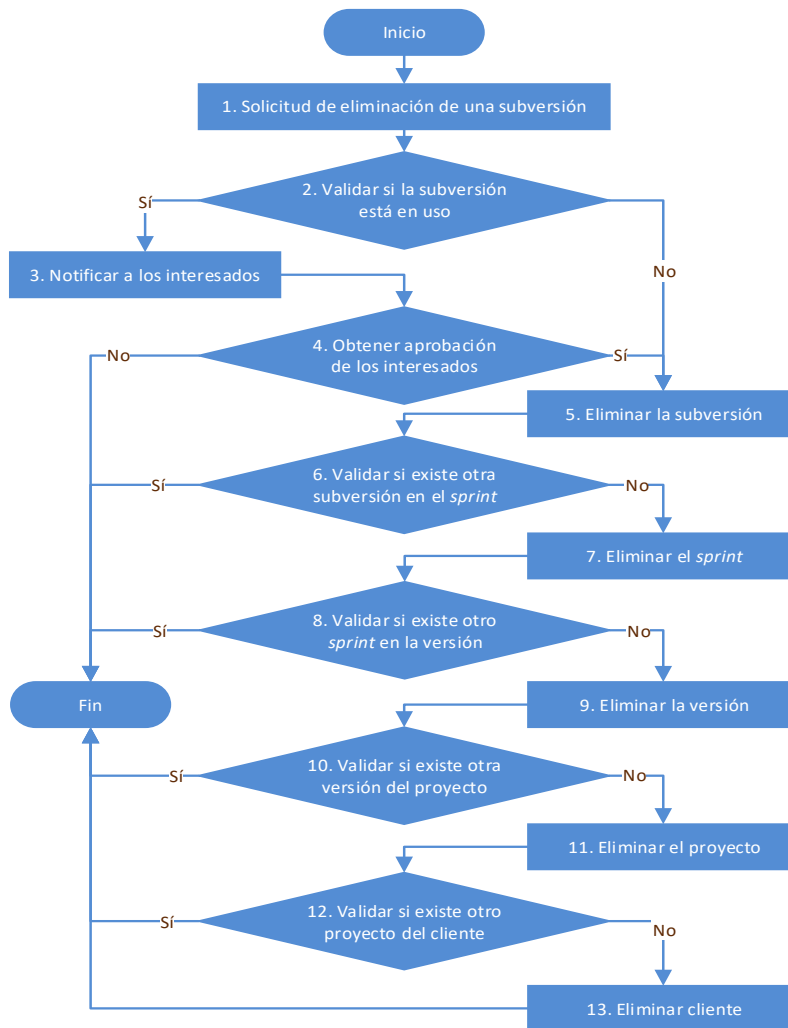 Inicio
1. Solicitud de eliminación de una subversión
2. Validar si la subversión
está en uso
Sí
No
3. Notificar a los interesados
4. Obtener aprobación
de los interesados
No
Sí
5. Eliminar la subversión
6. Validar si existe otra
subversión en el sprint
Sí
No
7. Eliminar el sprint
8. Validar si existe otro
sprint en la versión
Sí
No
Fin
9. Eliminar la versión
10. Validar si existe otra
versión del proyecto
Sí
No
11. Eliminar el proyecto
12. Validar si existe otro
proyecto del cliente
Sí
No
13. Eliminar cliente